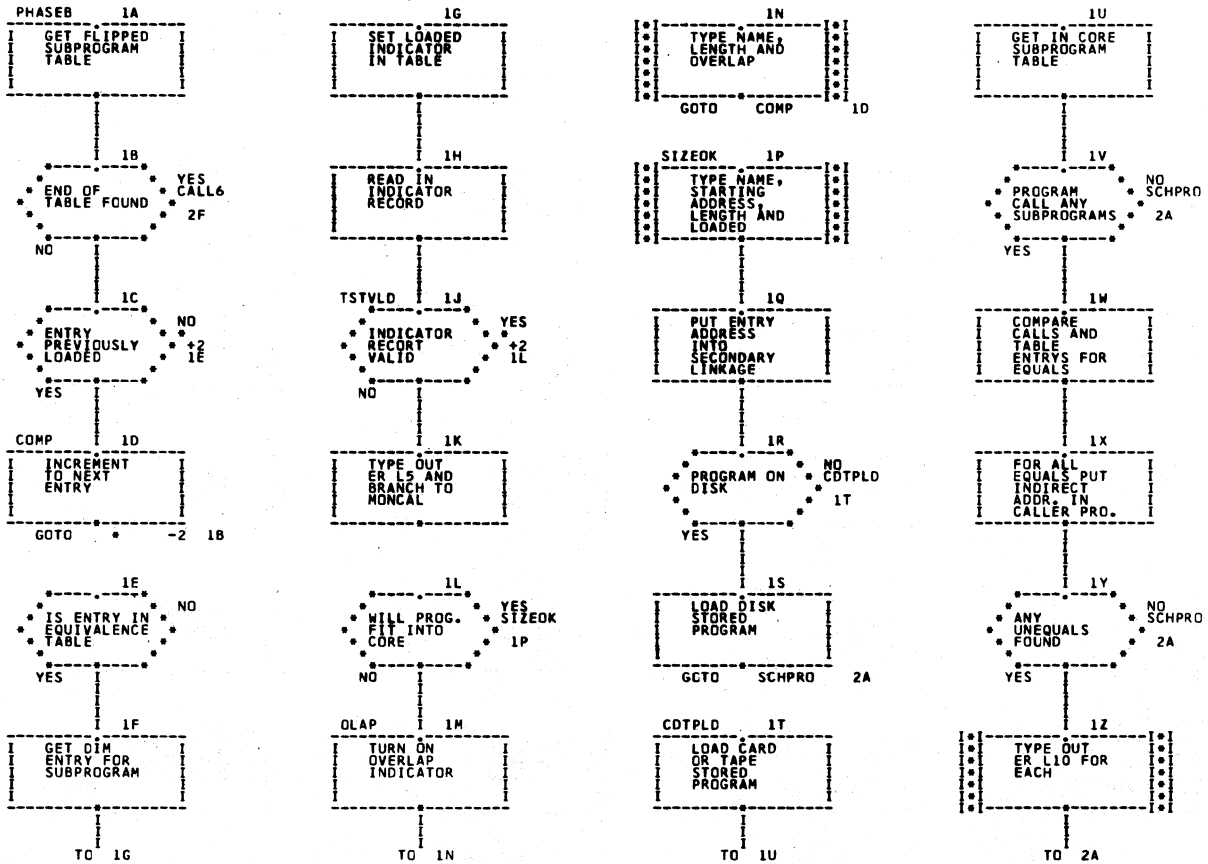 PHASEB 1A
GET FLIPPED
SUBPROGRAM
TABLE
1B
END OF
TABLE FOUND
YES
CALL6
2F
NO
1C
ENTRY
PREVIOUSLY
LOADED
NO
+2
1E
YES
COMP 1D
INCREMENT
TO NEXT
ENTRY
GOTO * -2 1B
1E
IS ENTRY IN
EQUIVALENCE
TABLE
NO
YES
1F
GET DIM
ENTRY FOR
SUBPROGRAM
TO 1G
1G
SET LOADED
INDICATOR
IN TABLE
1H
READ IN
INDICATOR
RECORD
TSTVLD 1J
INDICATOR
RECORT
VALID
YES
+2
1L
NO
1K
TYPE OUT
ER L5 AND
BRANCH TO
MONCAL
1L
WILL PROG.
FIT INTO
CORE
YES
SIZEOK
1P
NO
OLAP 1M
TURN ON
OVERLAP
INDICATOR
TO 1N
1N
TYPE NAME,
LENGTH AND
OVERLAP
GOTO COMP 1D
SIZEOK 1P
TYPE NAME,
STARTING
ADDRESS,
LENGTH AND
LOADED
1Q
PUT ENTRY
ADDRESS
INTO
SECONDARY
LINKAGE
1R
PROGRAM ON
DISK
NO
CDTPLD
1T
YES
1S
LOAD DISK
STORED
PROGRAM
GOTO SCHPRO 2A
CDTPLD 1T
LOAD CARD
OR TAPE
STORED
PROGRAM
TO 1U
1U
GET IN CORE
SUBPROGRAM
TABLE
1V
PROGRAM
CALL ANY
SUBPROGRAMS
NO
SCHPRO
2A
YES
1W
COMPARE
CALLS AND
TABLE
ENTRYS FOR
EQUALS
1X
FOR ALL
EQUALS PUT
INDIRECT
ADDR. IN
CALLER PRO.
1Y
ANY
UNEQUALS
FOUND
NO
SCHPRO
2A
YES
1Z
TYPE OUT
ER L10 FOR
EACH
TO 2A